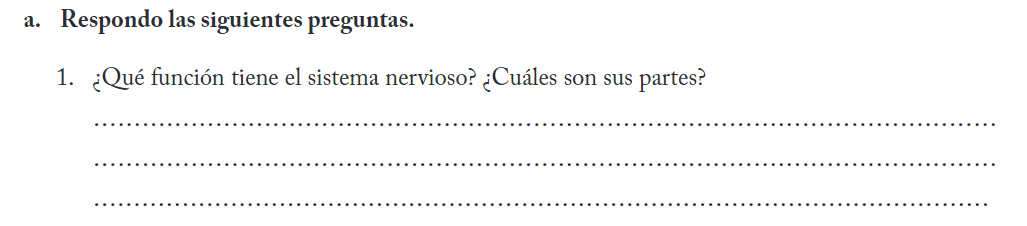 a. Respondo las siguientes preguntas.
1. ¿Qué función tiene el sistema nervioso? ¿Cuáles son sus partes?